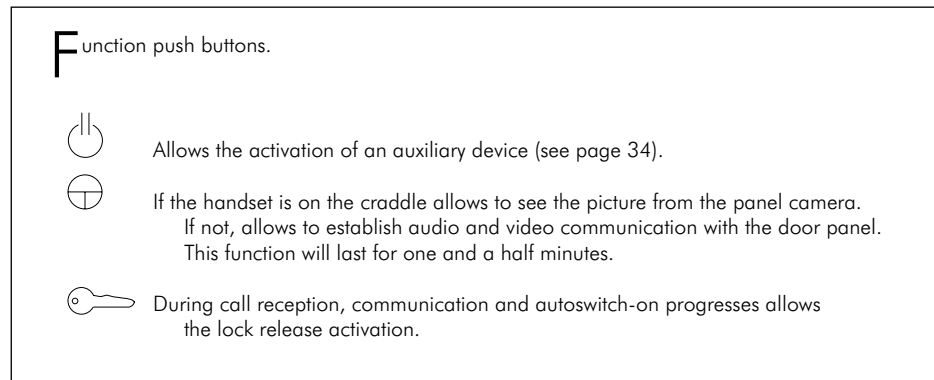 Function push buttons.
Allows the activation of an auxiliary device (see page 34).
If the handset is on the craddle allows to see the picture from the panel camera.
If not, allows to establish audio and video communication with the door panel.
This function will last for one and a half minutes.
During call reception, communication and autoswitch-on progresses allows
the lock release activation.